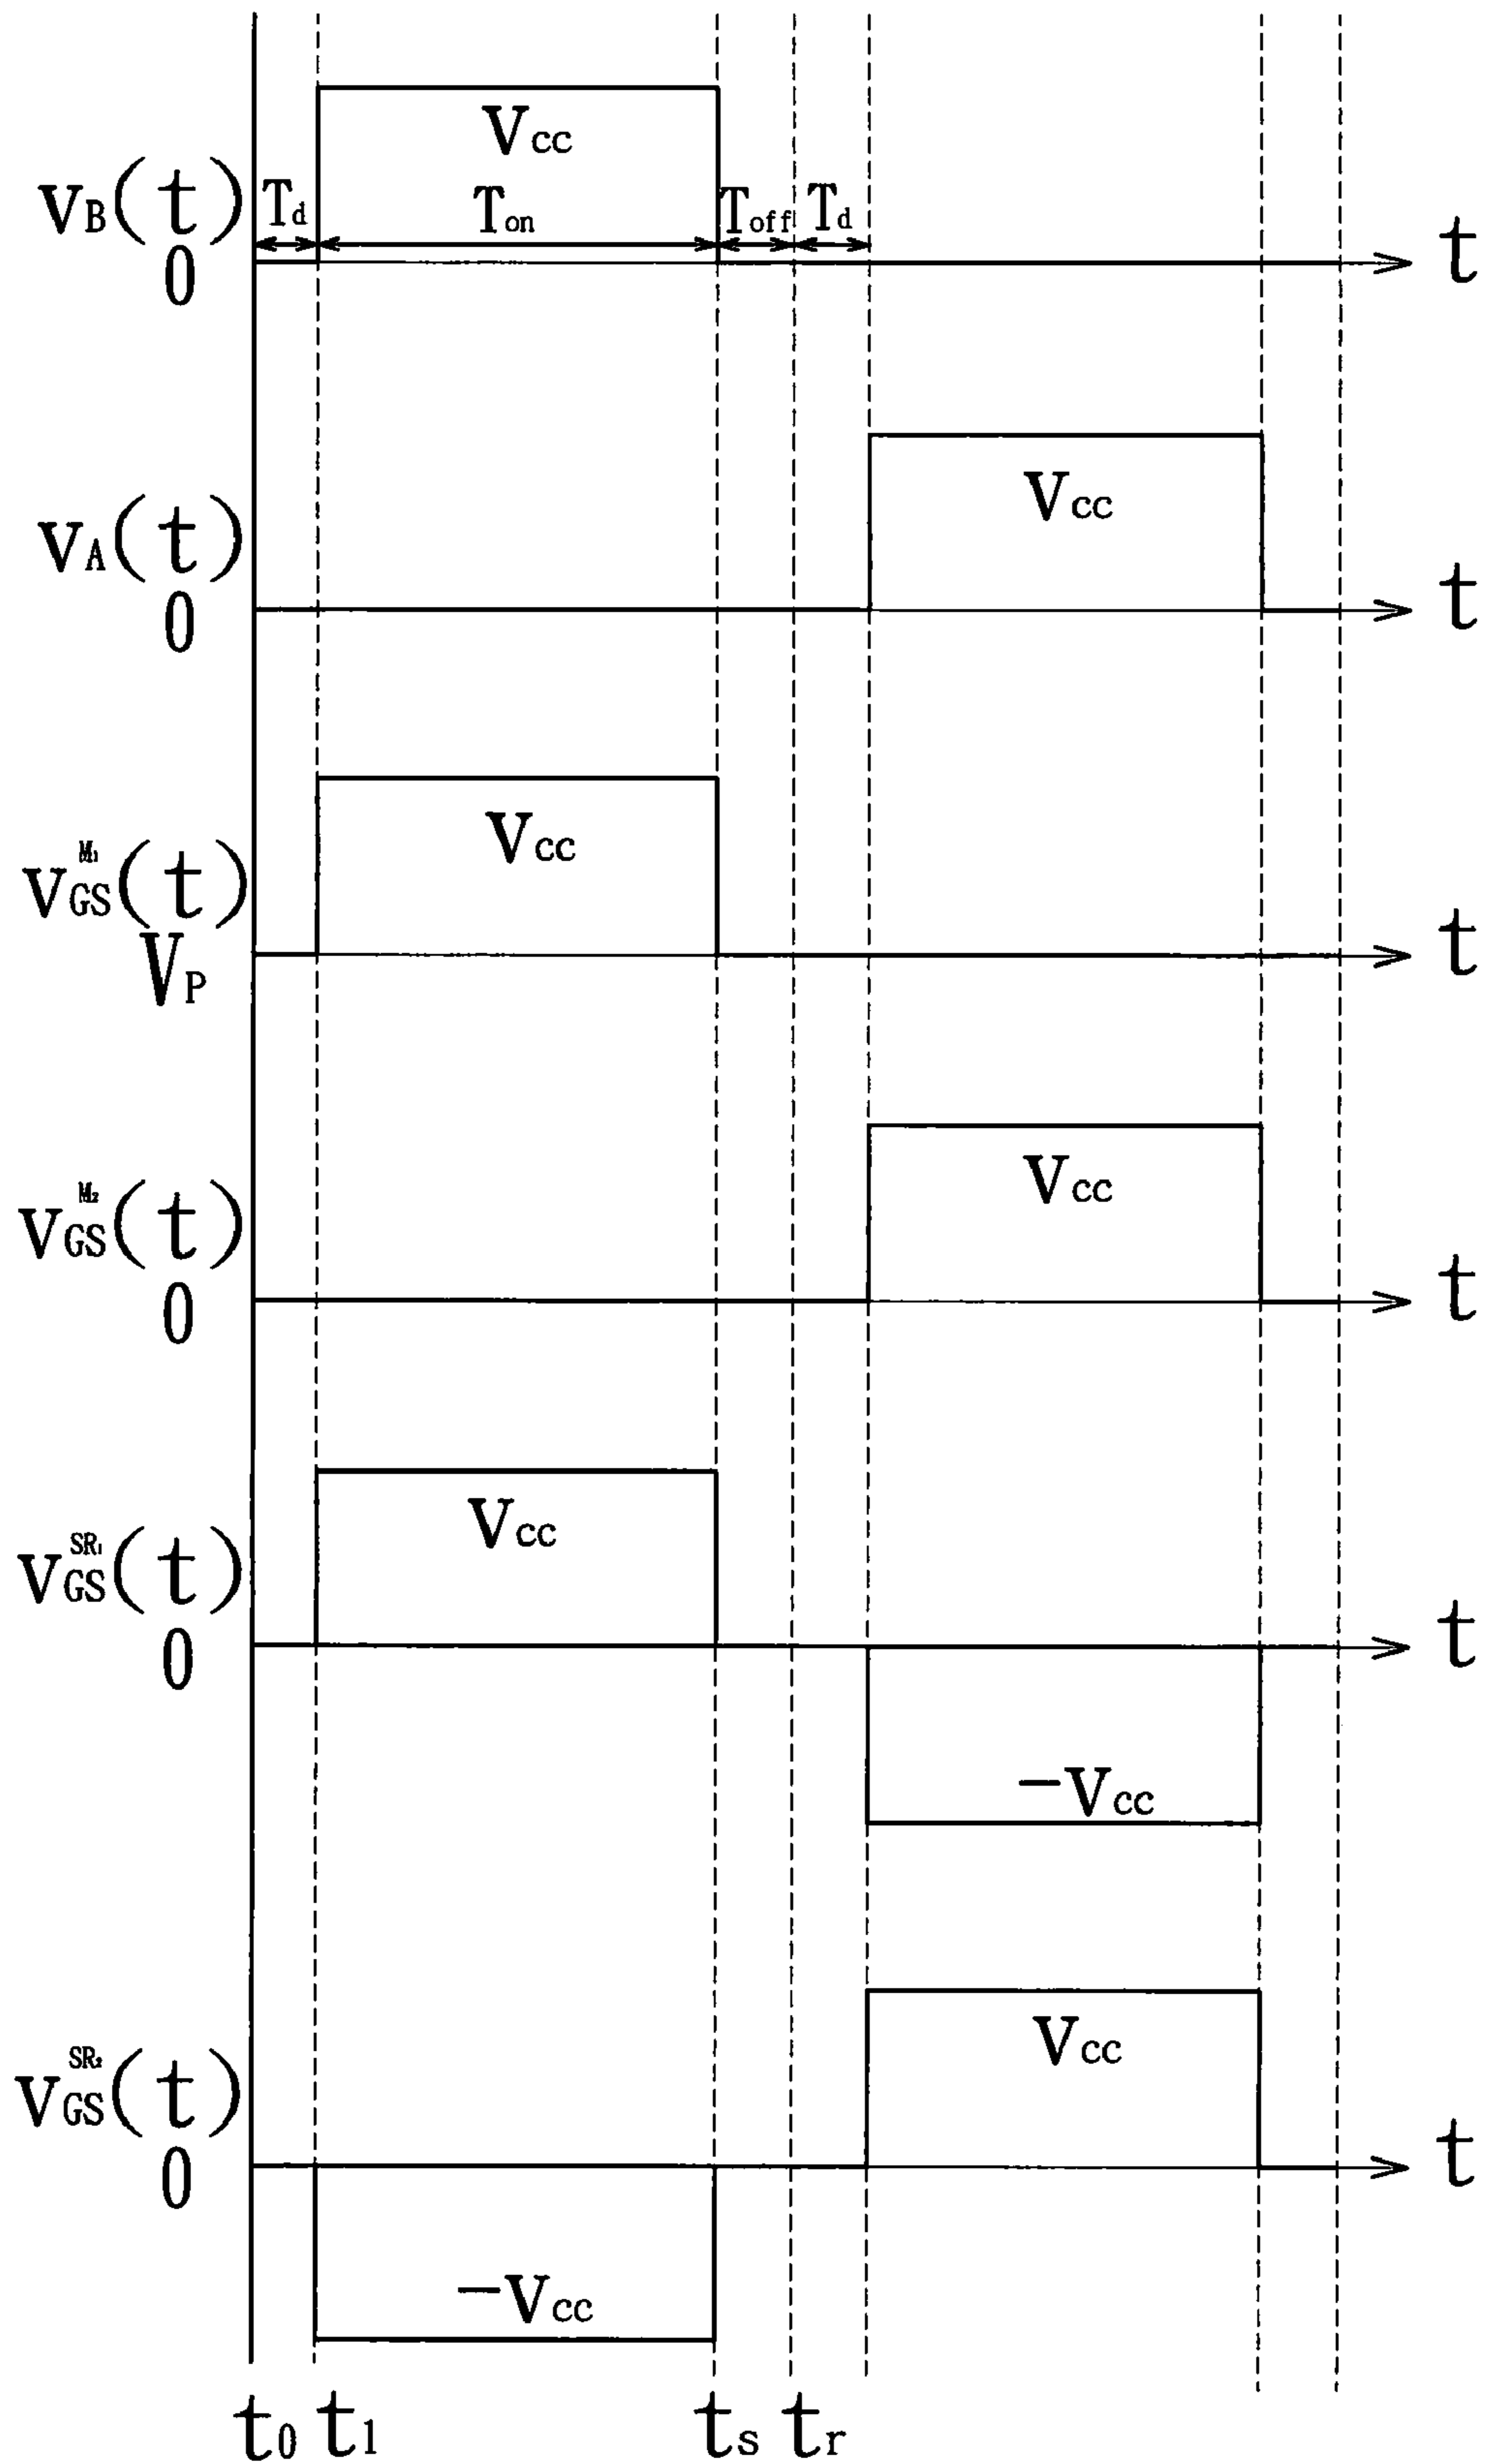 Vcc
vB(t) Td Ton Toff Td t
0
Vcc
vA(t) t
0
Vcc
vGS^M1(t) t
VP
Vcc
vGS^M2(t) t
0
Vcc
vGS^SR1(t) t
0
-Vcc
Vcc
vGS^SR2(t) t
0
-Vcc
t0 t1 ts tr